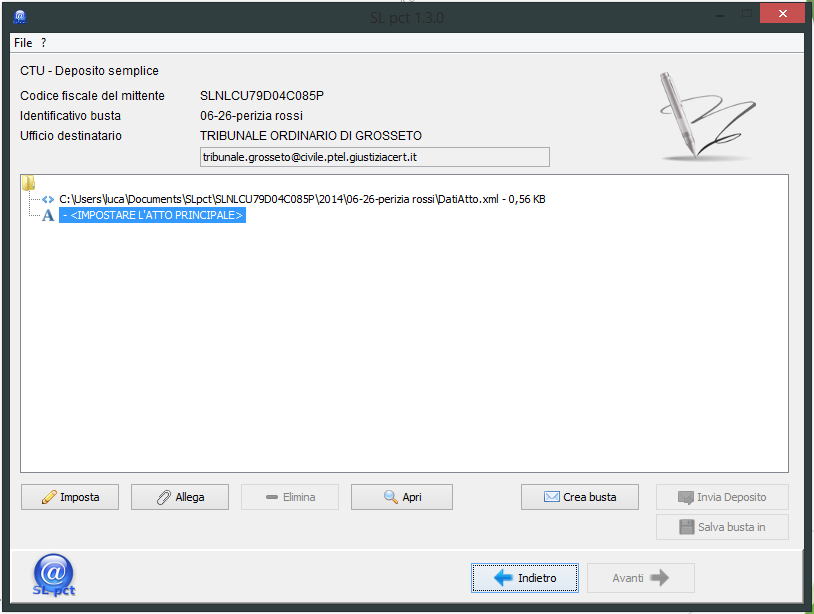 SL pct 1.3.0
File ?
CTU - Deposito semplice
Codice fiscale del mittente SLNLCU79D04C085P
Identificativo busta 06-26-perizia rossi
Ufficio destinatario TRIBUNALE ORDINARIO DI GROSSETO
tribunale.grosseto@civile.ptel.giustiziacert.it
C:\Users\luca\Documents\SLpct\SLNLCU79D04C085P\2014\06-26-perizia rossi\DatiAtto.xml - 0,56 KB
A - <IMPOSTARE L'ATTO PRINCIPALE>
Imposta Allega Elimina Apri Crea busta Invia Deposito
Salva busta in
@ SL pct Indietro Avanti